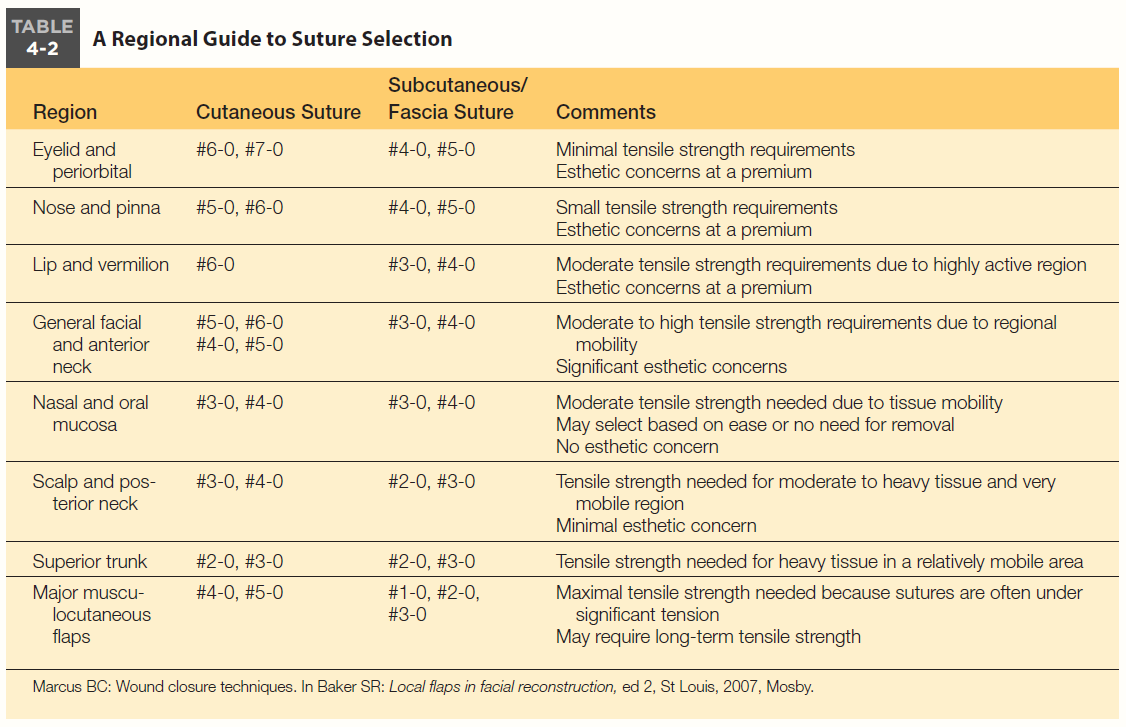 TABLE
4-2
A Regional Guide to Suture Selection
Subcutaneous/
Region Cutaneous Suture Fascia Suture Comments
Eyelid and #6-0, #7-0 #4-0, #5-0 Minimal tensile strength requirements
periorbital Esthetic concerns at a premium
Nose and pinna #5-0, #6-0 #4-0, #5-0 Small tensile strength requirements
Esthetic concerns at a premium
Lip and vermilion #6-0 #3-0, #4-0 Moderate tensile strength requirements due to highly active region
Esthetic concerns at a premium
General facial #5-0, #6-0 #3-0, #4-0 Moderate to high tensile strength requirements due to regional
and anterior #4-0, #5-0 mobility
neck Significant esthetic concerns
Nasal and oral #3-0, #4-0 #3-0, #4-0 Moderate tensile strength needed due to tissue mobility
mucosa May select based on ease or no need for removal
No esthetic concern
Scalp and pos- #3-0, #4-0 #2-0, #3-0 Tensile strength needed for moderate to heavy tissue and very
terior neck mobile region
Minimal esthetic concern
Superior trunk #2-0, #3-0 #2-0, #3-0 Tensile strength needed for heavy tissue in a relatively mobile area
Major muscu- #4-0, #5-0 #1-0, #2-0, Maximal tensile strength needed because sutures are often under
locutaneous #3-0 significant tension
flaps May require long-term tensile strength
Marcus BC: Wound closure techniques. In Baker SR: Local flaps in facial reconstruction, ed 2, St Louis, 2007, Mosby.